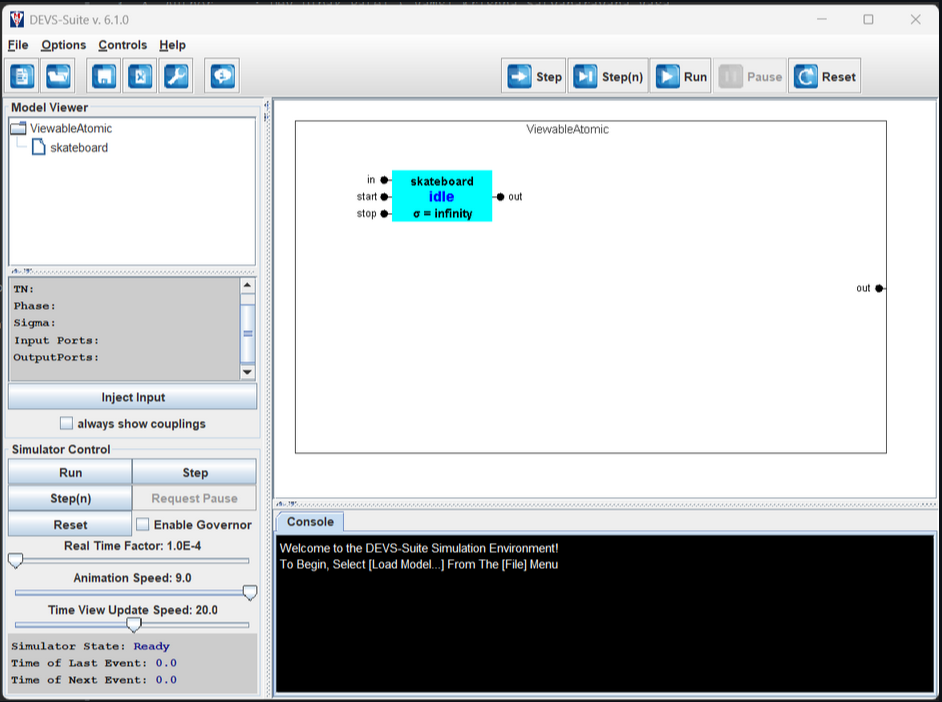 DEVS-Suite v. 6.1.0
File Options Controls Help
Step Step(n) Run Pause Reset
Model Viewer
ViewableAtomic
skateboard
TN:
Phase:
Sigma:
Input Ports:
OutputPorts:
Inject Input
always show couplings
Simulator Control
Run Step
Step(n) Request Pause
Reset Enable Governor
Real Time Factor: 1.0E-4
Animation Speed: 9.0
Time View Update Speed: 20.0
Simulator State: Ready
Time of Last Event: 0.0
Time of Next Event: 0.0
ViewableAtomic
in skateboard
start idle out
stop σ = infinity
out
Console
Welcome to the DEVS-Suite Simulation Environment!
To Begin, Select [Load Model...] From The [File] Menu